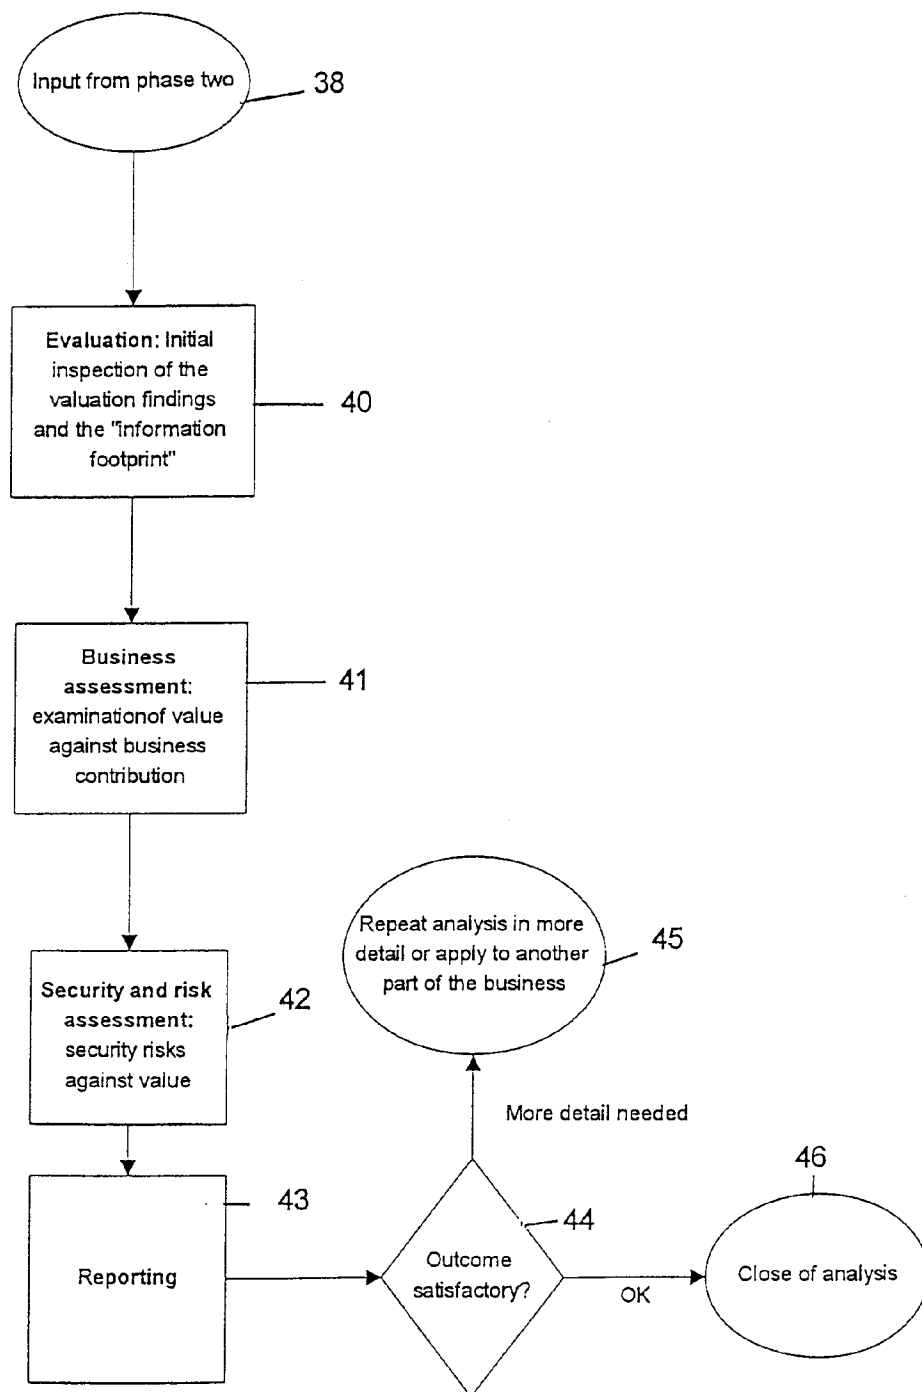 Input from phase two
38
Evaluation: Initial
inspection of the
valuation findings
and the "information
footprint"
40
Business
assessment:
examinationof value
against business
contribution
41
Security and risk
assessment:
security risks
against value
42
Reporting
43
Outcome
satisfactory?
44
More detail needed
Repeat analysis in more
detail or apply to another
part of the business
45
OK
Close of analysis
46